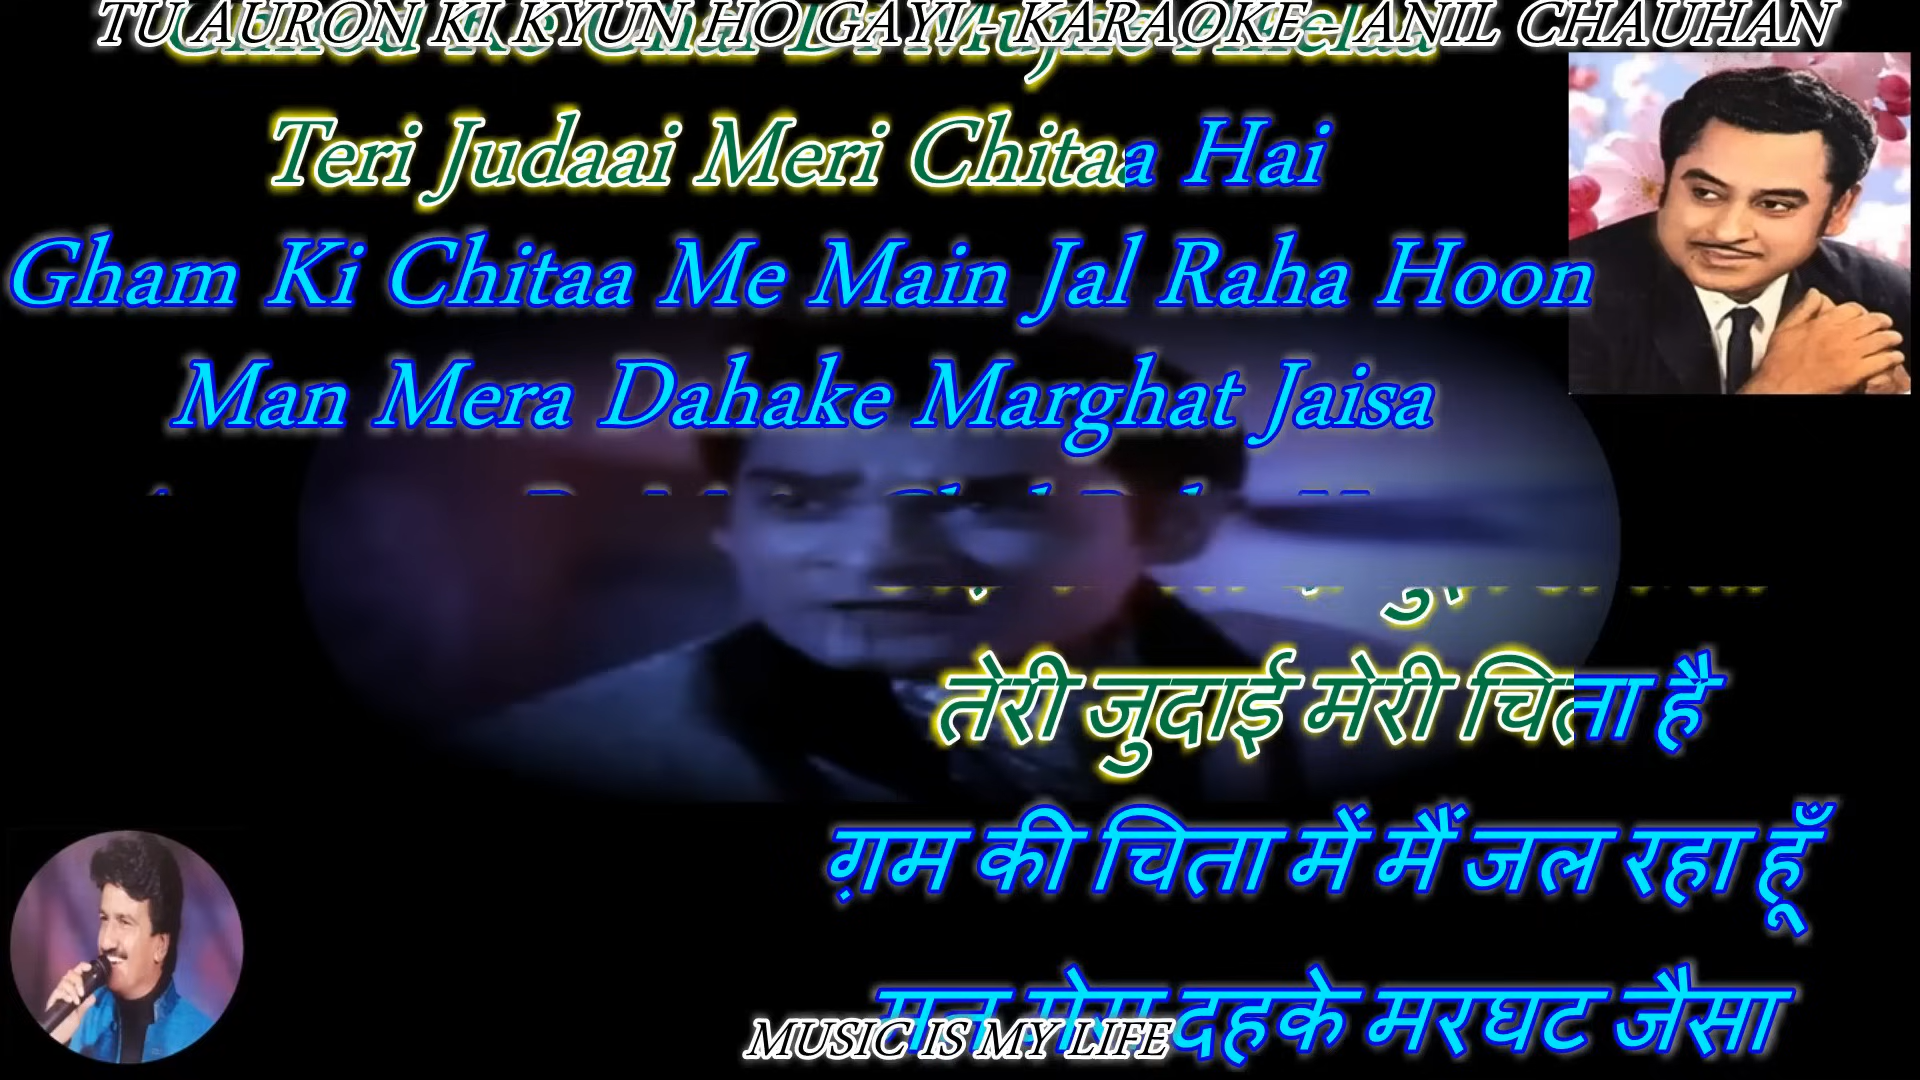 TU AURON KI KYUN HO GAYI - KARAOKE - ANIL CHAUHAN
Teri Judaai Meri Chitaa Hai
Gham Ki Chitaa Me Main Jal Raha Hoon
Man Mera Dahake Marghat Jaisa
तेरी जुदाई मेरी चिता है
ग़म की चिता में मैं जल रहा हूँ
मन मेरा दहके मरघट जैसा
MUSIC IS MY LIFE